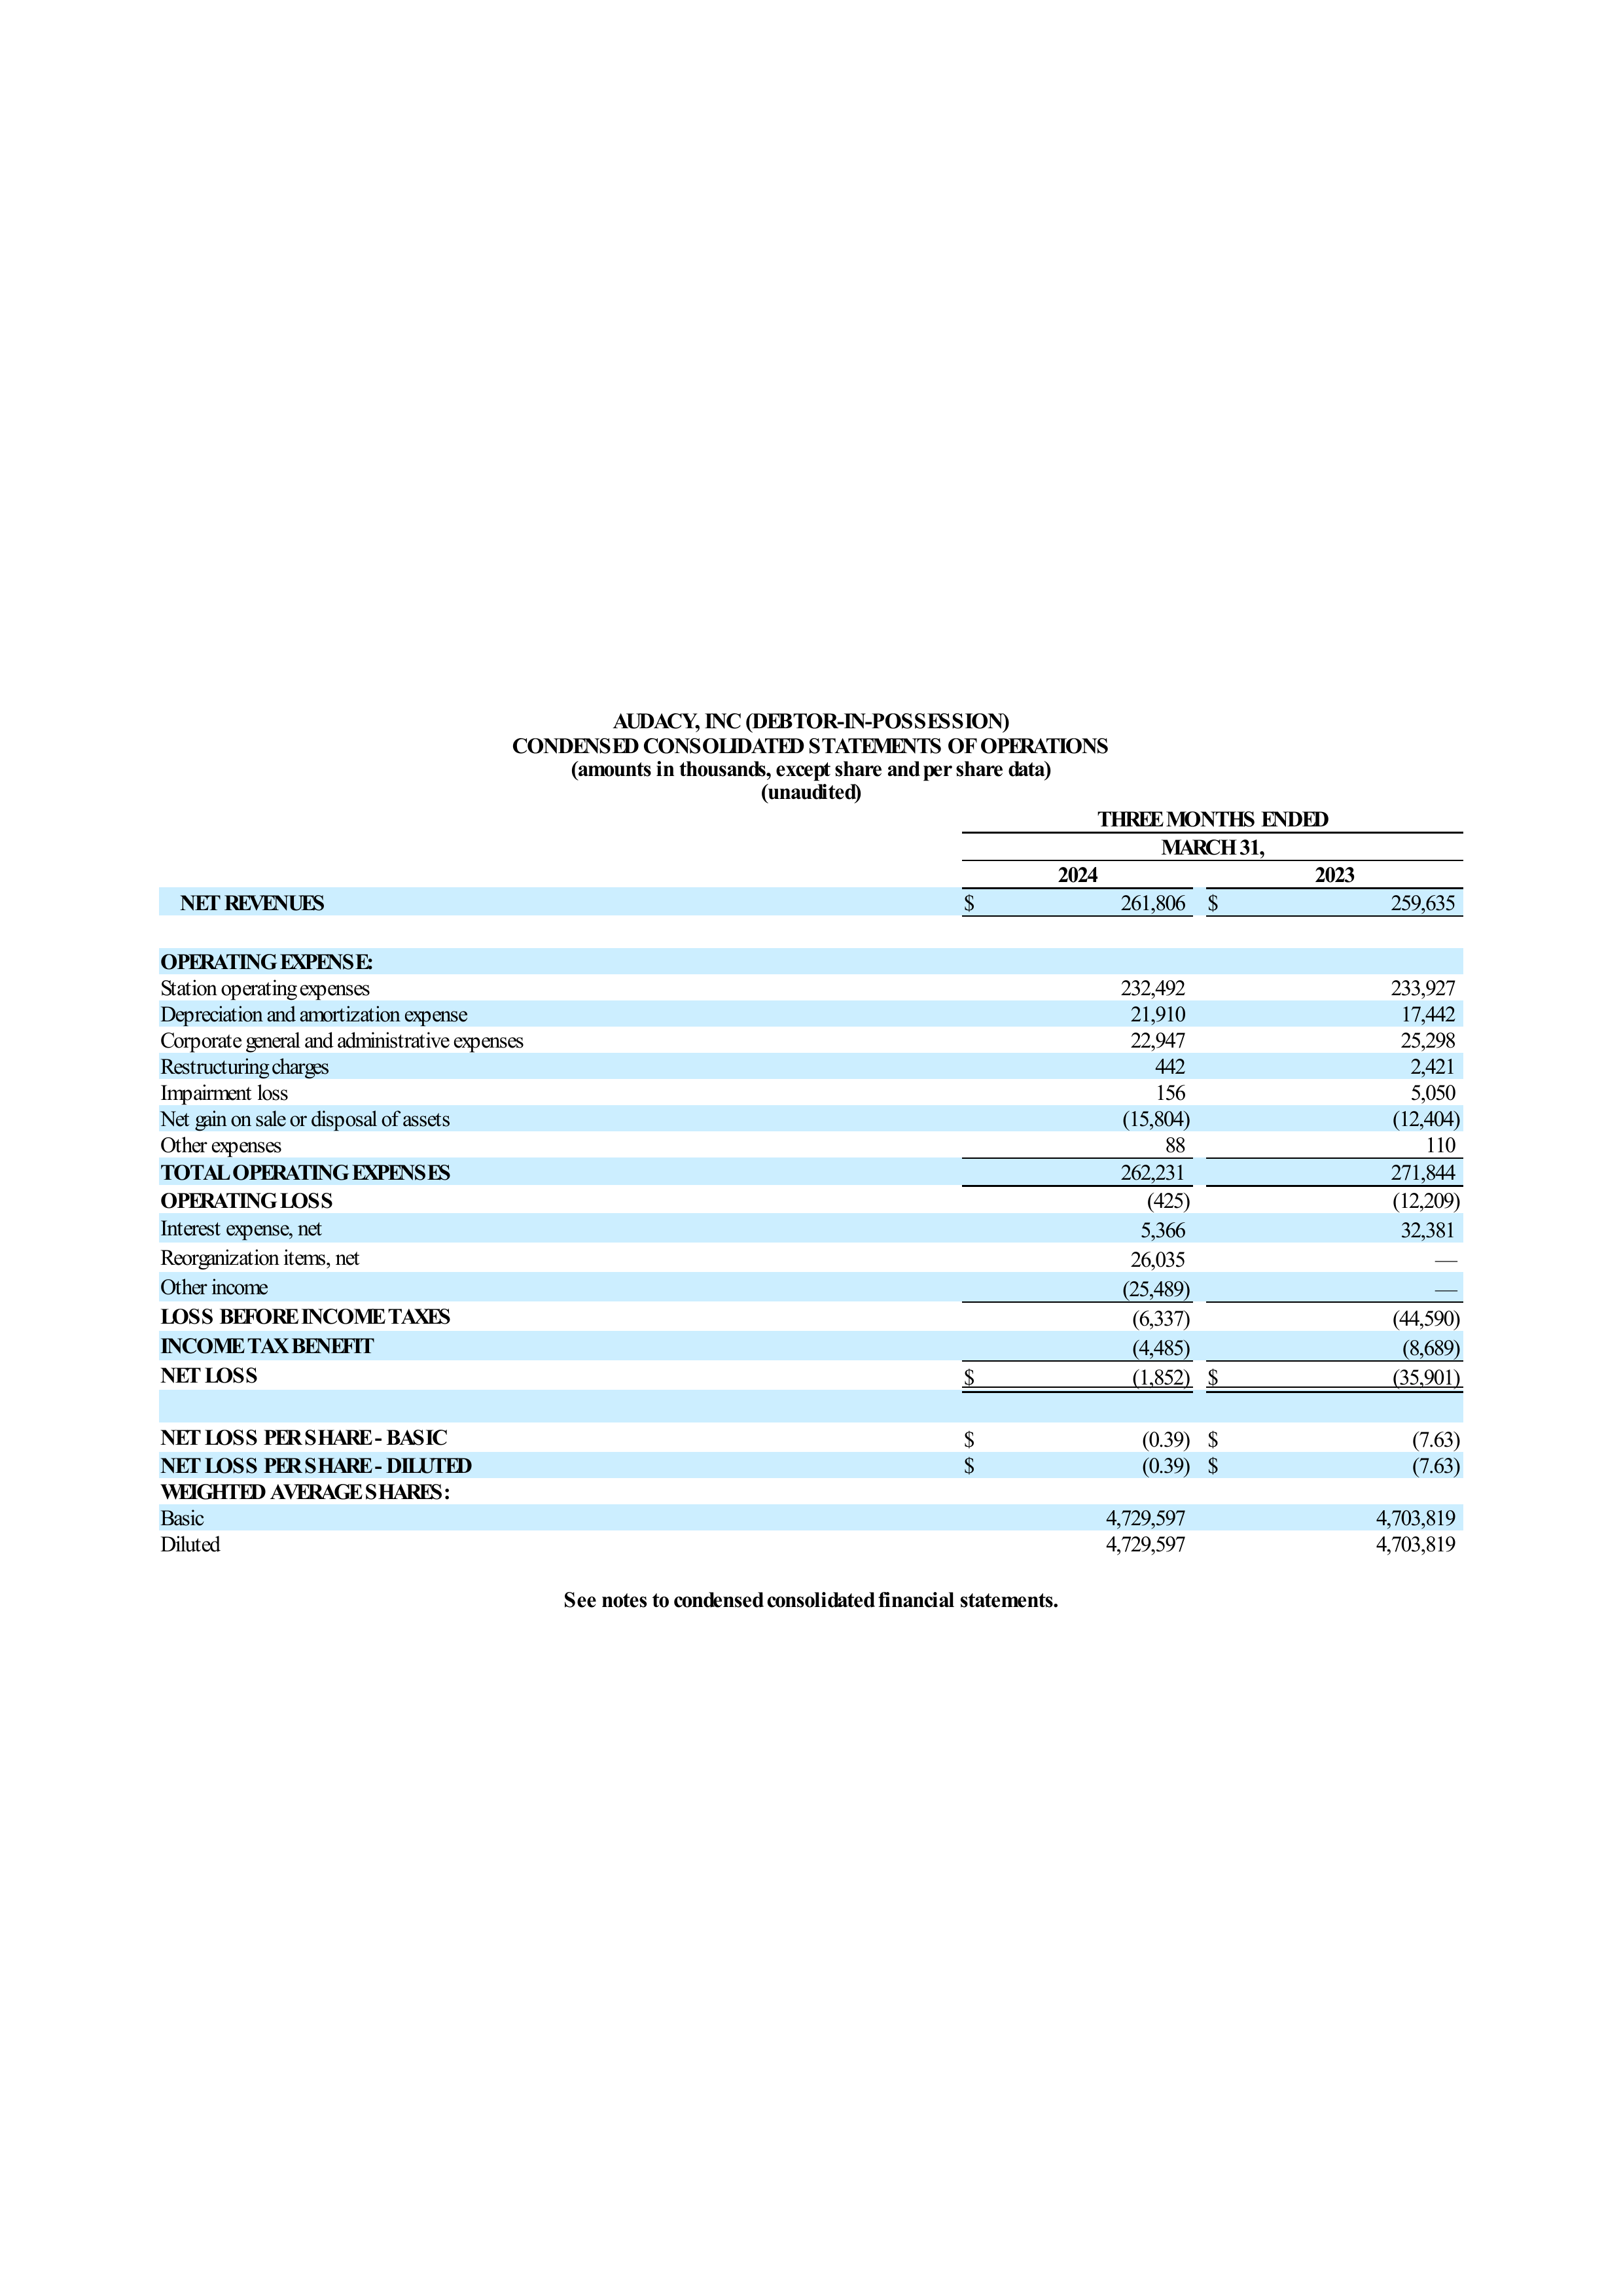 AUDACY, INC (DEBTOR-IN-POSSESSION)
CONDENSED CONSOLIDATED STATEMENTS OF OPERATIONS
(amounts in thousands, except share and per share data)
(unaudited)
THREE MONTHS ENDED
MARCH 31,
2024 2023
NET REVENUES $ 261,806 $ 259,635
OPERATING EXPENSE:
Station operating expenses 232,492 233,927
Depreciation and amortization expense 21,910 17,442
Corporate general and administrative expenses 22,947 25,298
Restructuring charges 442 2,421
Impairment loss 156 5,050
Net gain on sale or disposal of assets (15,804) (12,404)
Other expenses 88 110
TOTAL OPERATING EXPENSES 262,231 271,844
OPERATING LOSS (425) (12,209)
Interest expense, net 5,366 32,381
Reorganization items, net 26,035 —
Other income (25,489) —
LOSS BEFORE INCOME TAXES (6,337) (44,590)
INCOME TAX BENEFIT (4,485) (8,689)
NET LOSS $ (1,852) $ (35,901)
NET LOSS PER SHARE - BASIC $ (0.39) $ (7.63)
NET LOSS PER SHARE - DILUTED $ (0.39) $ (7.63)
WEIGHTED AVERAGE SHARES:
Basic 4,729,597 4,703,819
Diluted 4,729,597 4,703,819
See notes to condensed consolidated financial statements.